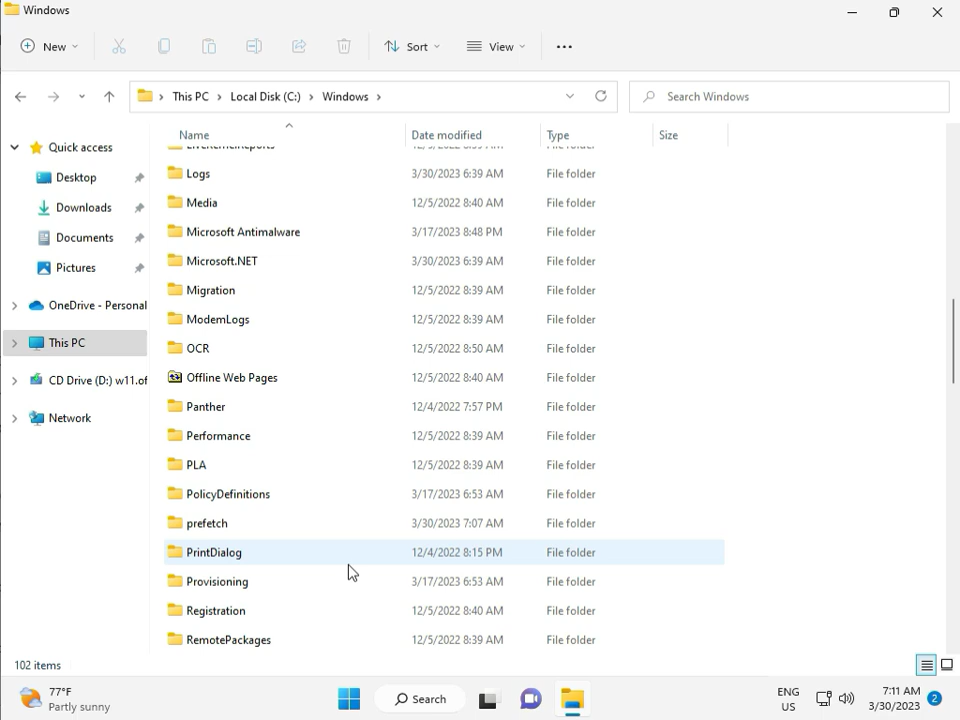 Windows
New
Sort
View
This PC > Local Disk (C:) > Windows >
Search Windows
Name Date modified Type Size
Quick access
Desktop
Downloads
Documents
Pictures
OneDrive - Personal
This PC
CD Drive (D:) w11.of
Network
LiveKernelReports 12/5/2022 8:39 AM File folder
Logs 3/30/2023 6:39 AM File folder
Media 12/5/2022 8:40 AM File folder
Microsoft Antimalware 3/17/2023 8:48 PM File folder
Microsoft.NET 3/30/2023 6:39 AM File folder
Migration 12/5/2022 8:39 AM File folder
ModemLogs 12/5/2022 8:39 AM File folder
OCR 12/5/2022 8:50 AM File folder
Offline Web Pages 12/5/2022 8:40 AM File folder
Panther 12/4/2022 7:57 PM File folder
Performance 12/5/2022 8:39 AM File folder
PLA 12/5/2022 8:39 AM File folder
PolicyDefinitions 3/17/2023 6:53 AM File folder
prefetch 3/30/2023 7:07 AM File folder
PrintDialog 12/4/2022 8:15 PM File folder
Provisioning 3/17/2023 6:53 AM File folder
Registration 12/5/2022 8:40 AM File folder
RemotePackages 12/5/2022 8:39 AM File folder
102 items
77°F
Partly sunny
Search
ENG
US
7:11 AM
3/30/2023
2